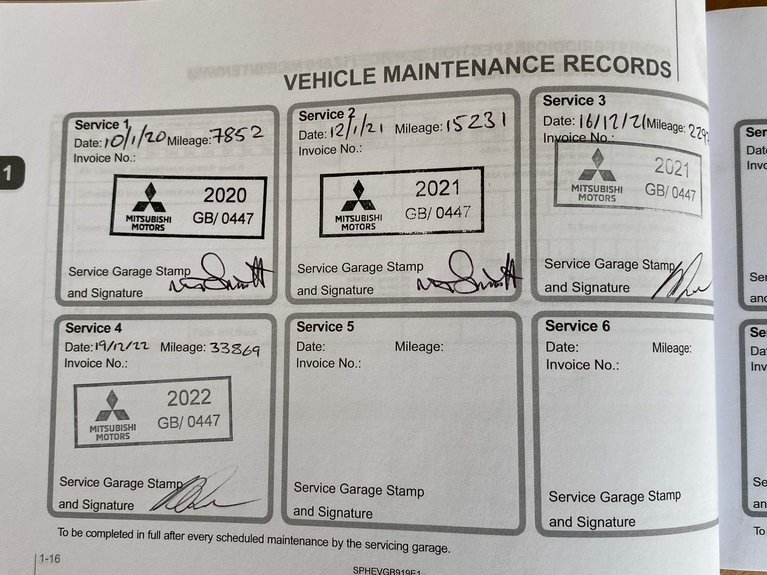 VEHICLE MAINTENANCE RECORDS
1
Service 1
Date: 10/1/20 Mileage: 7852
Invoice No.:
MITSUBISHI
MOTORS
2020
GB/ 0447
Service Garage Stamp
and Signature
Service 2
Date: 12/1/21 Mileage: 15231
Invoice No.:
MITSUBISHI
MOTORS
2021
GB/ 0447
Service Garage Stamp
and Signature
Service 3
Date: 16/12/21 Mileage:
Invoice No.:
MITSUBISHI
MOTORS
2021
GB/ 0447
Service Garage Stamp
and Signature
Service 4
Date: 19/12/22 Mileage: 33869
Invoice No.:
MITSUBISHI
MOTORS
2022
GB/ 0447
Service Garage Stamp
and Signature
Service 5
Date: Mileage:
Invoice No.:
Service Garage Stamp
and Signature
Service 6
Date: Mileage:
Invoice No.:
Service Garage Stamp
and Signature
To be completed in full after every scheduled maintenance by the servicing garage.
1-16
SPHEVGB919E1